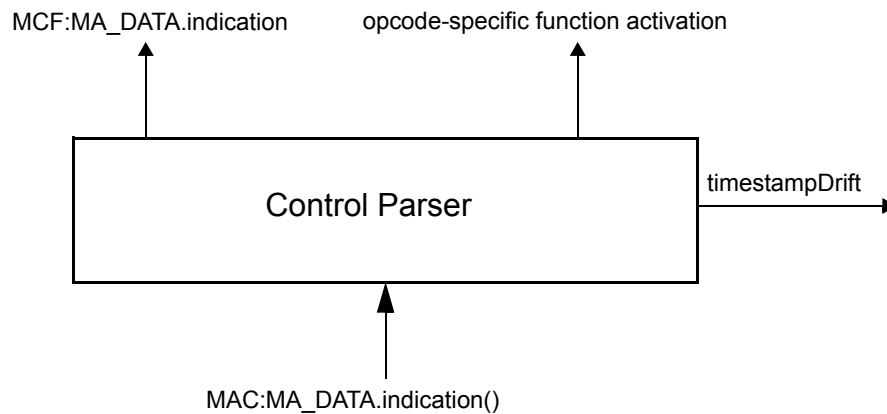 MCF:MA_DATA.indication
opcode-specific function activation
timestampDrift
Control Parser
MAC:MA_DATA.indication()